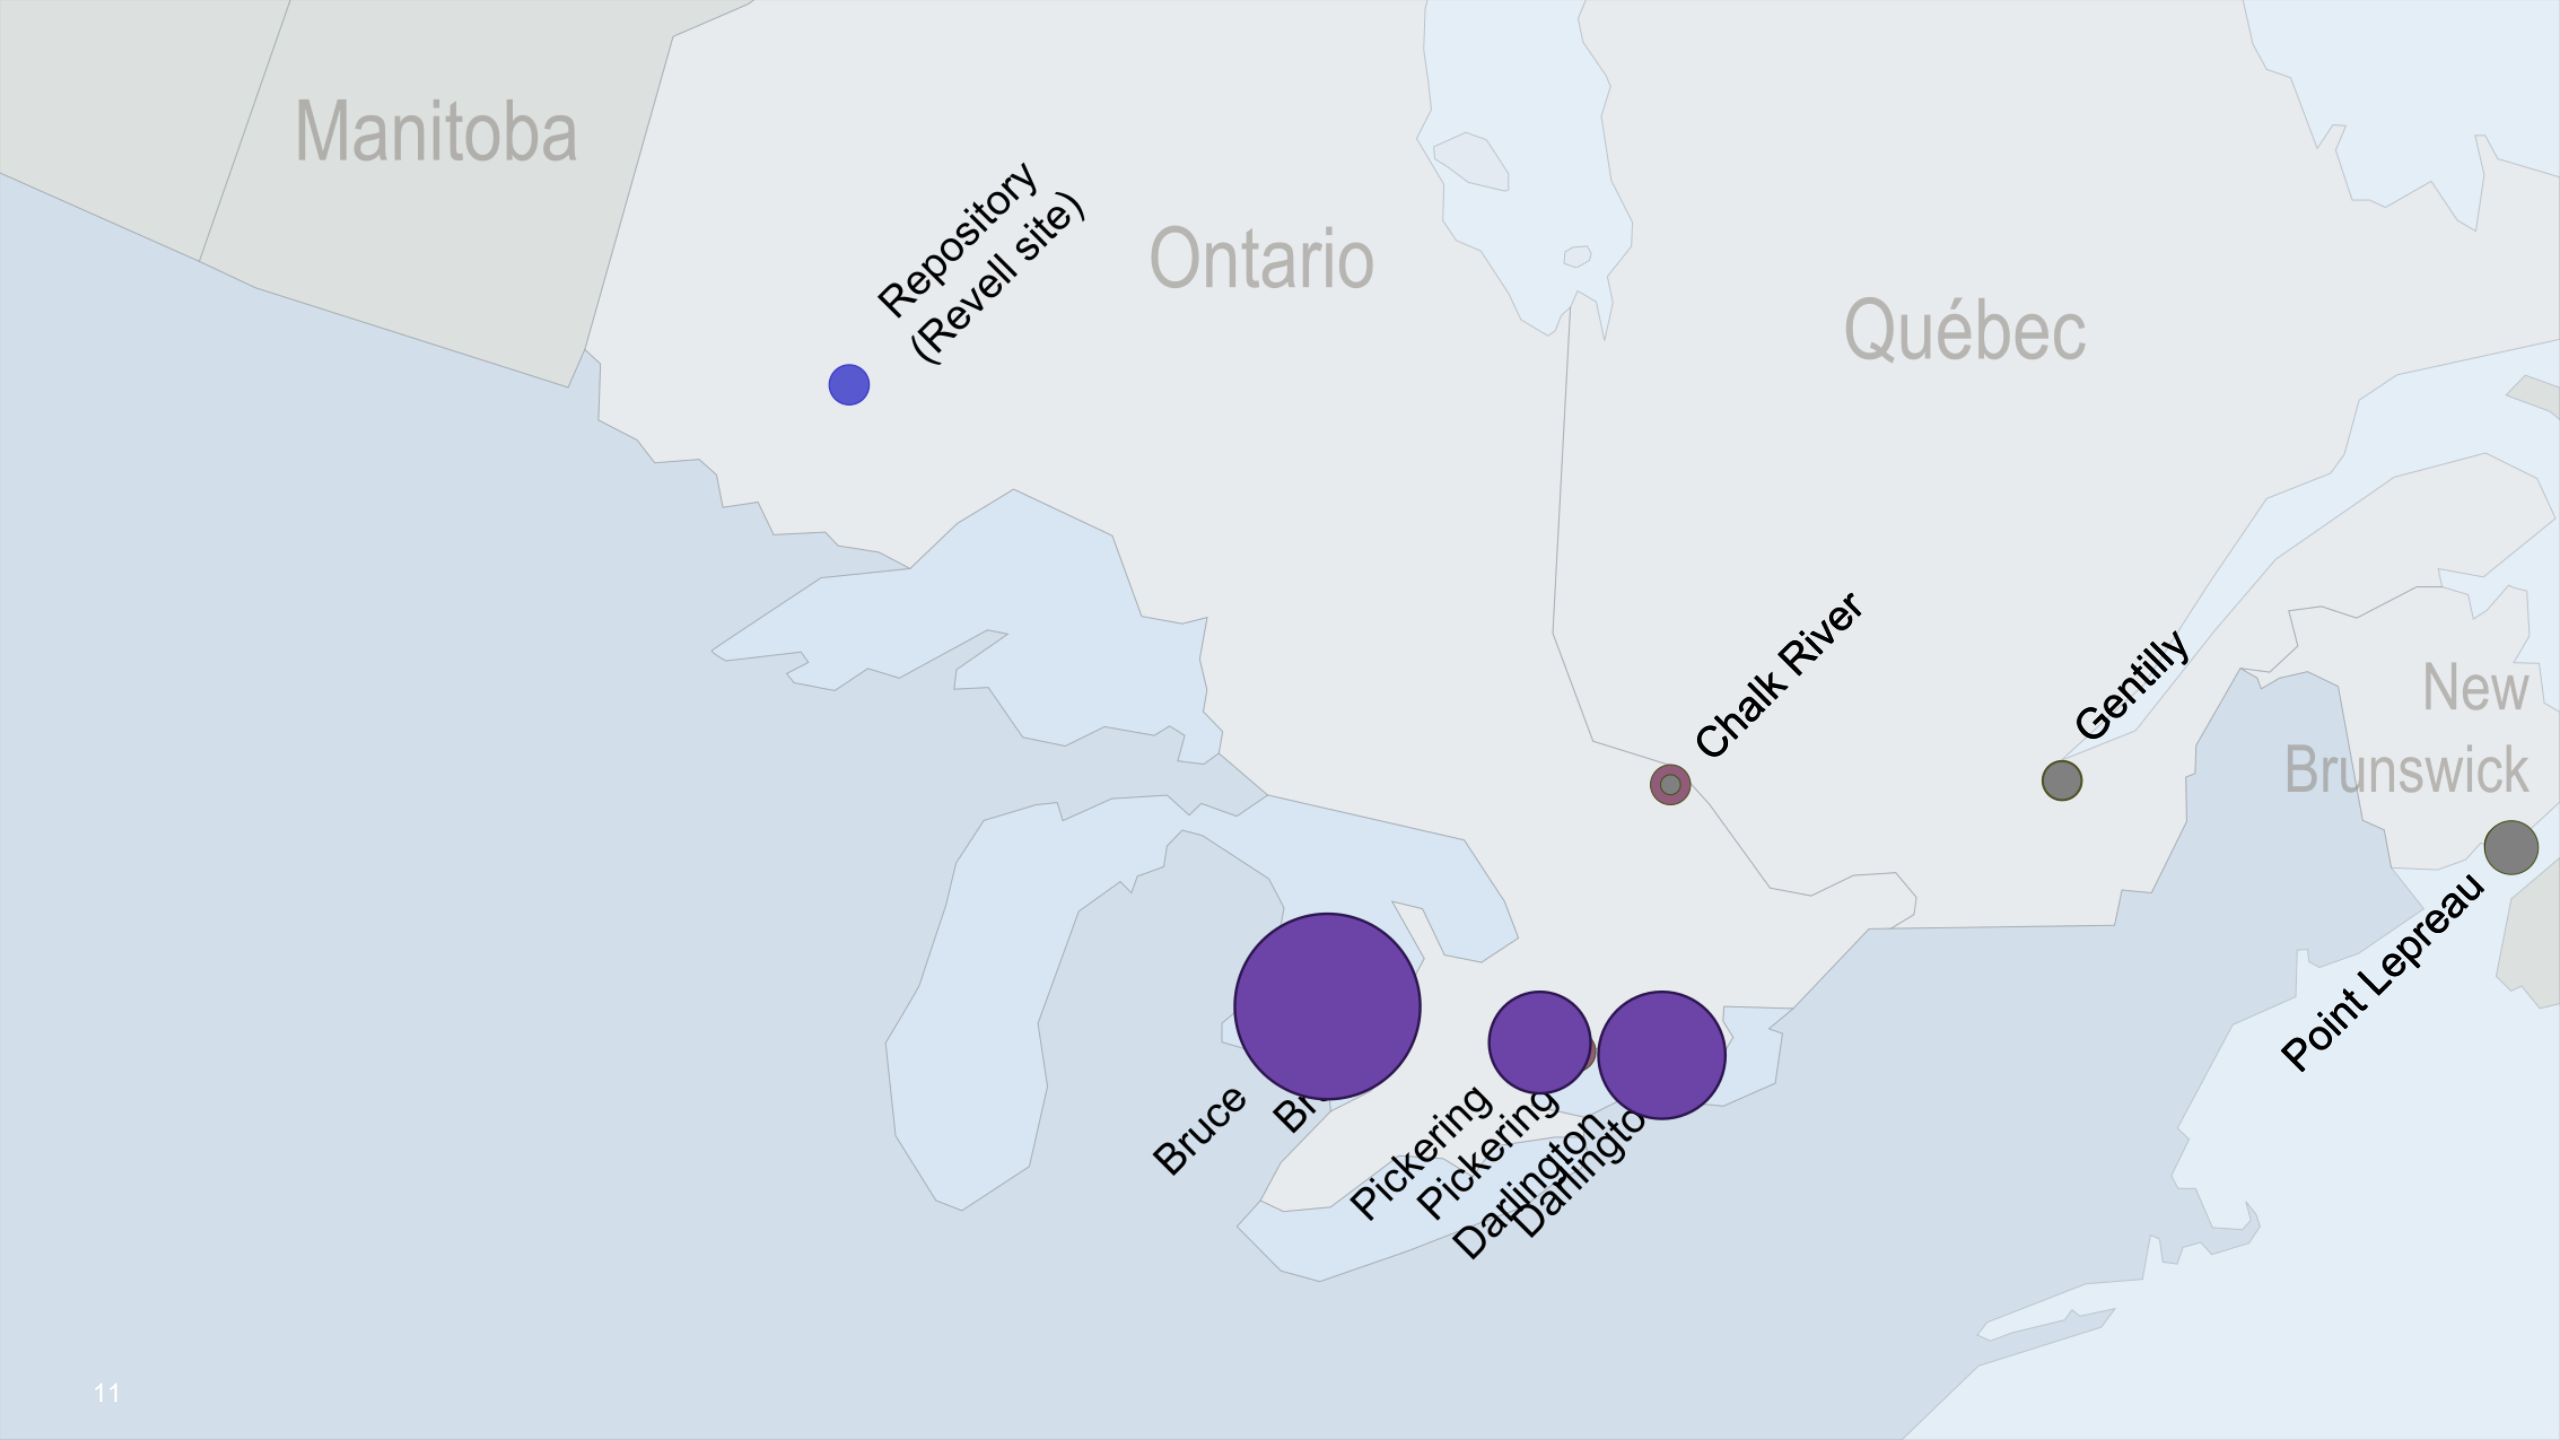 Manitoba
Ontario
Québec
New
Brunswick
Repository
(Revell site)
Chalk River
Gentilly
Point Lepreau
Bruce
Pickering
Pickering
Darlington
11